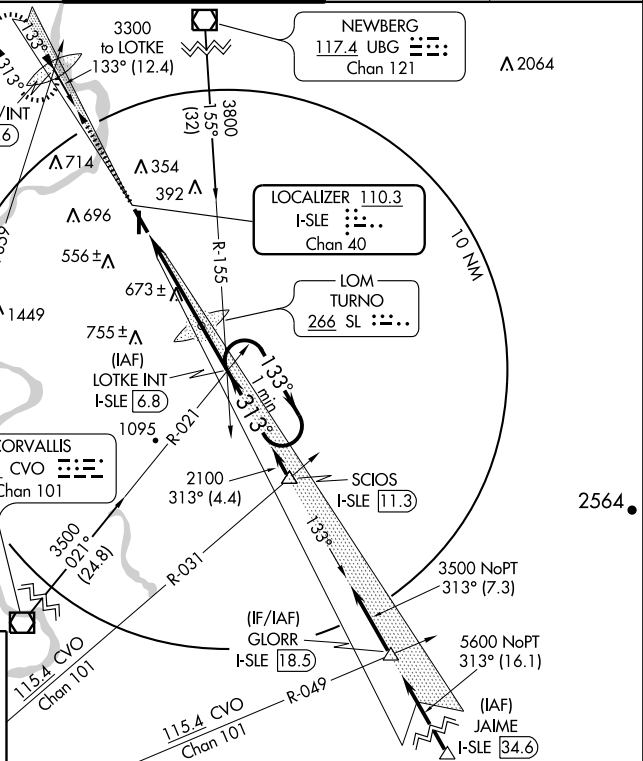 3300
to LOTKE
133° (12.4)
133°
313°
/INT
6
NEWBERG
117.4 UBG
Chan 121
2064
3800
155°
(32)
714
354
392
696
LOCALIZER 110.3
I-SLE
Chan 40
10 NM
556 ±
R-155
673 ±
1449
LOM
TURNO
266 SL
755 ±
(IAF)
LOTKE INT
I-SLE 6.8
133°
1 min
313°
1095
R-021
CORVALLIS
CVO
Chan 101
2100
313° (4.4)
SCIOS
I-SLE 11.3
2564
3500
021°
(24.8)
R-031
133°
3500 NoPT
313° (7.3)
(IF/IAF)
GLORR
I-SLE 18.5
5600 NoPT
313° (16.1)
115.4 CVO
Chan 101
R-049
115.4 CVO
Chan 101
(IAF)
JAIME
I-SLE 34.6